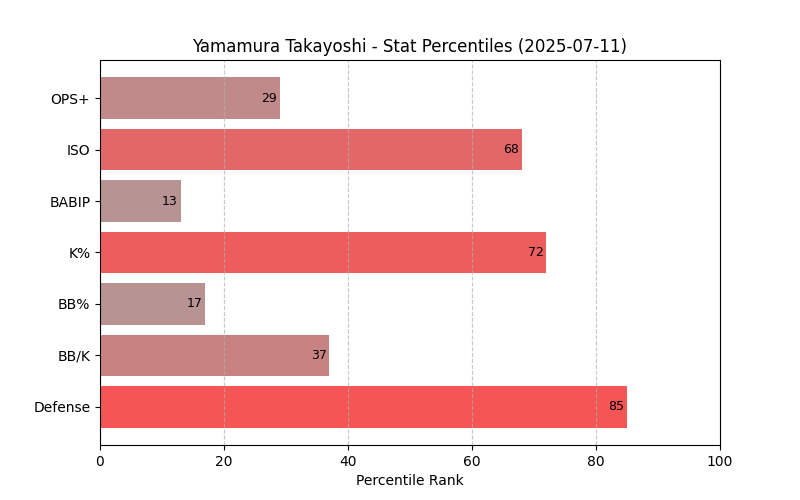 Yamamura Takayoshi - Stat Percentiles (2025-07-11)
OPS+ 29
ISO 68
BABIP 13
K% 72
BB% 17
BB/K 37
Defense 85
0 20 40 60 80 100
Percentile Rank